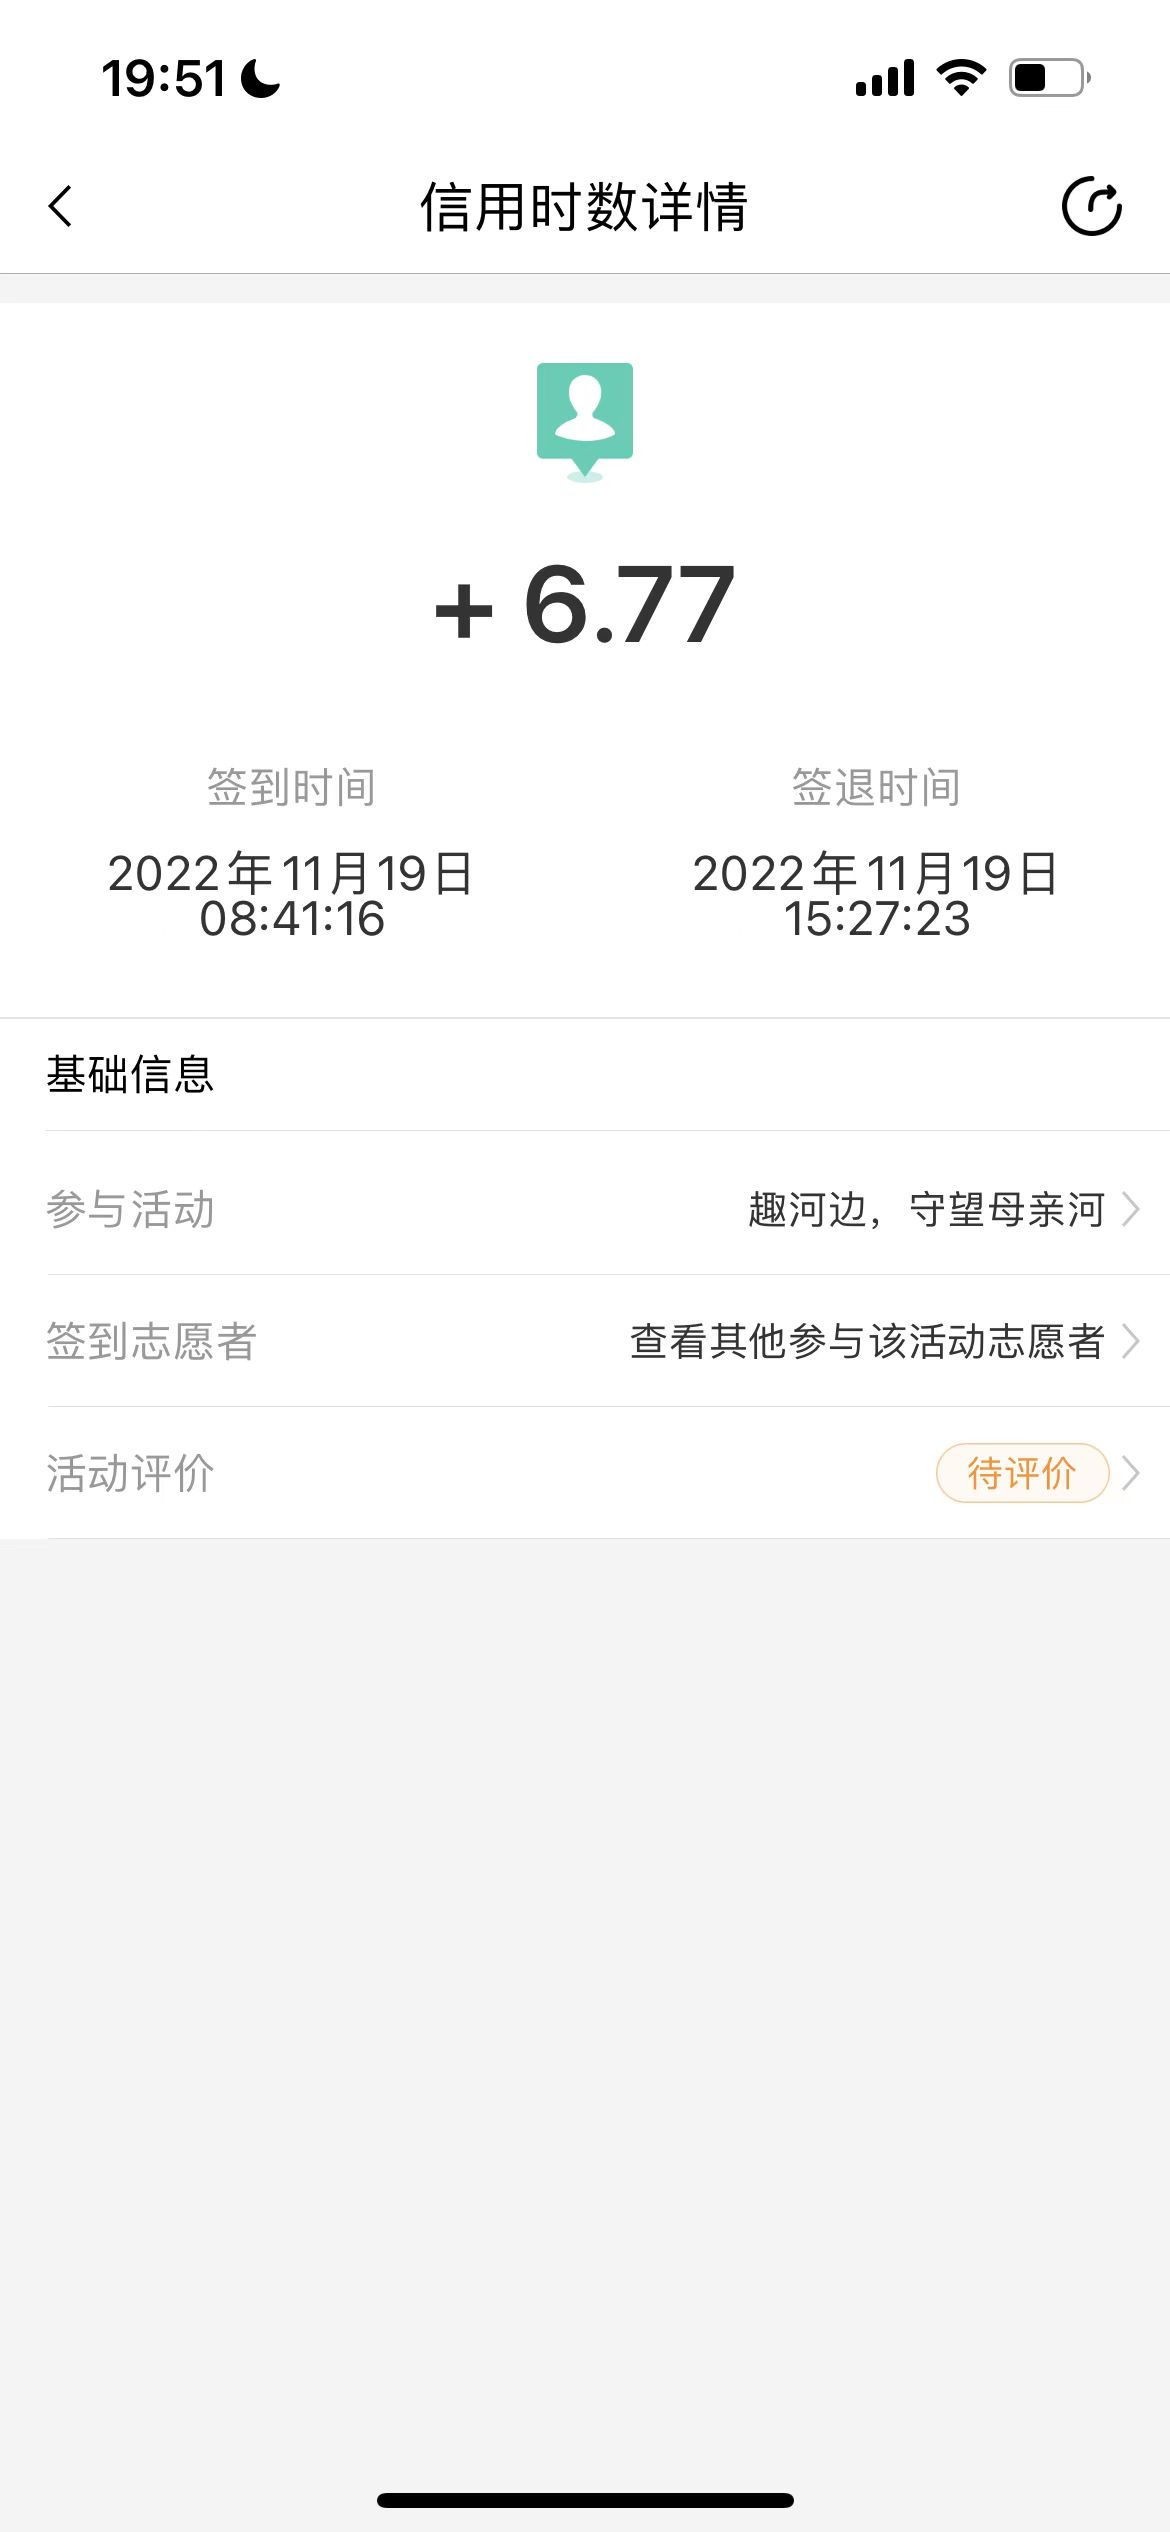 19:51
信用时数详情
+ 6.77
签到时间
签退时间
2022年11月19日
08:41:16
2022年11月19日
15:27:23
基础信息
参与活动
趣河边，守望母亲河
签到志愿者
查看其他参与该活动志愿者
活动评价
待评价